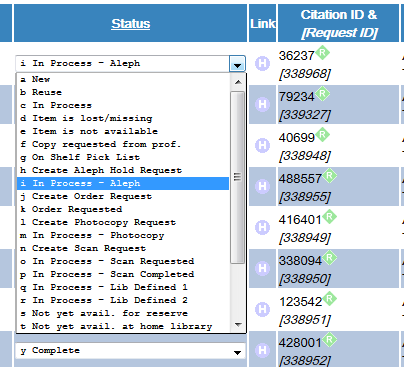 Status Link Citation ID &
[Request ID]
i In Process - Aleph H 36237 R
[338968]
a New
b Reuse
c In Process
d Item is lost/missing
e Item is not available
f Copy requested from prof.
g On Shelf Pick List
h Create Aleph Hold Request
i In Process - Aleph
j Create Order Request
k Order Requested
l Create Photocopy Request
m In Process - Photocopy
n Create Scan Request
o In Process - Scan Requested
p In Process - Scan Completed
q In Process - Lib Defined 1
r In Process - Lib Defined 2
s Not yet avail. for reserve
t Not yet avail. at home library
H 79234 R
[339327]
H 40699 R
[338948]
H 488557 R
[338955]
H 416401 R
[338949]
H 338094 R
[338950]
H 123542 R
[338951]
y Complete H 428001 R
[338952]